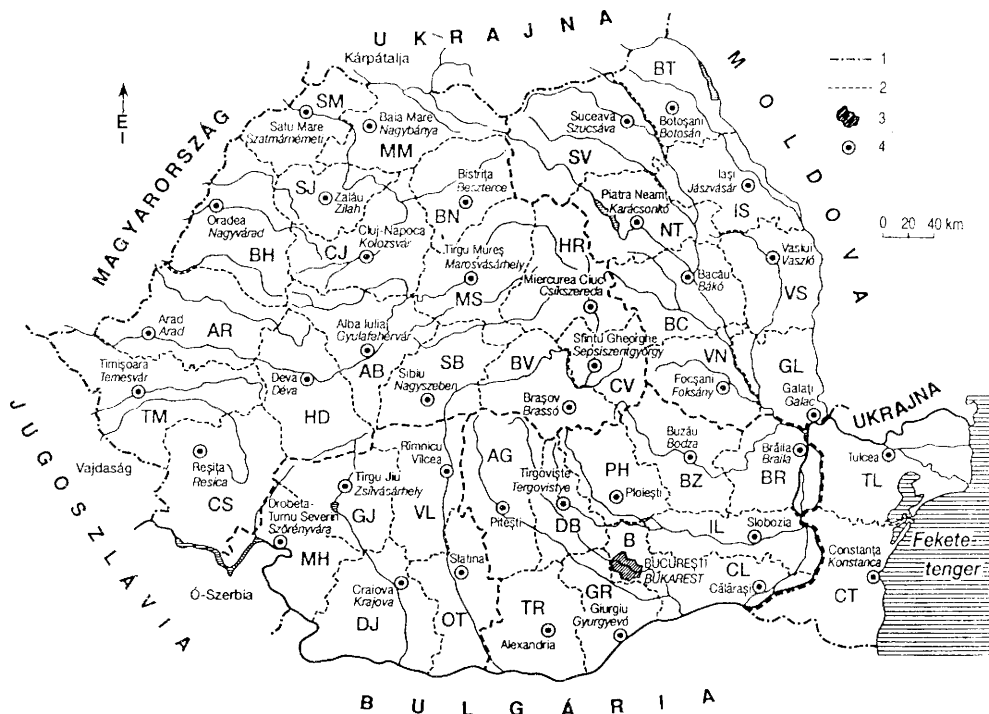 UKRAJNA
Kárpátalja
MOLDOVA
MAGYARORSZÁG
JUGOSZLÁVIA
BULGÁRIA
UKRAJNA
É
1
2
3
4
0 20 40 km
SM
Satu Mare
Szatmárnémeti
Baia Mare
Nagybánya
MM
BT
Botoşani
Botosán
Suceava
Szucsáva
SV
SJ
Zalău
Zilah
Bistriţa
Beszterce
BN
Piatra Neamţ
Karácsonkő
NT
Iaşi
Jászvásár
IS
Oradea
Nagyvárad
BH
Cluj-Napoca
Kolozsvár
CJ
Tîrgu Mureş
Marosvásárhely
MS
HR
Miercurea Ciuc
Csíkszereda
Bacău
Bákó
BC
Vaslui
Vaszló
VS
Arad
Arad
AR
Alba Iulia
Gyulafehérvár
AB
SB
Sibiu
Nagyszeben
BV
Braşov
Brassó
Sfîntu Gheorghe
Sepsiszentgyörgy
CV
VN
Focşani
Foksány
GL
Galaţi
Galac
Timişoara
Temesvár
TM
Deva
Déva
HD
Vajdaság
Reşiţa
Resica
CS
Rîmnicu
Vîlcea
VL
Tîrgu Jiu
Zsílvásárhely
GJ
AG
Piteşti
Tîrgovişte
Tergovistye
DB
PH
Ploieşti
Buzău
Bodza
BZ
Brăila
Braila
BR
Tulcea
TL
Drobeta-
Turnu Severin
Szörényvára
MH
Ó-Szerbia
Craiova
Krajova
DJ
Slatina
OT
TR
Alexandria
B
BUCUREŞTI
BUKAREST
GR
Giurgiu
Gyurgyevó
IL
Slobozia
CL
Călăraşi
Constanţa
Konstanca
CT
Fekete-
tenger